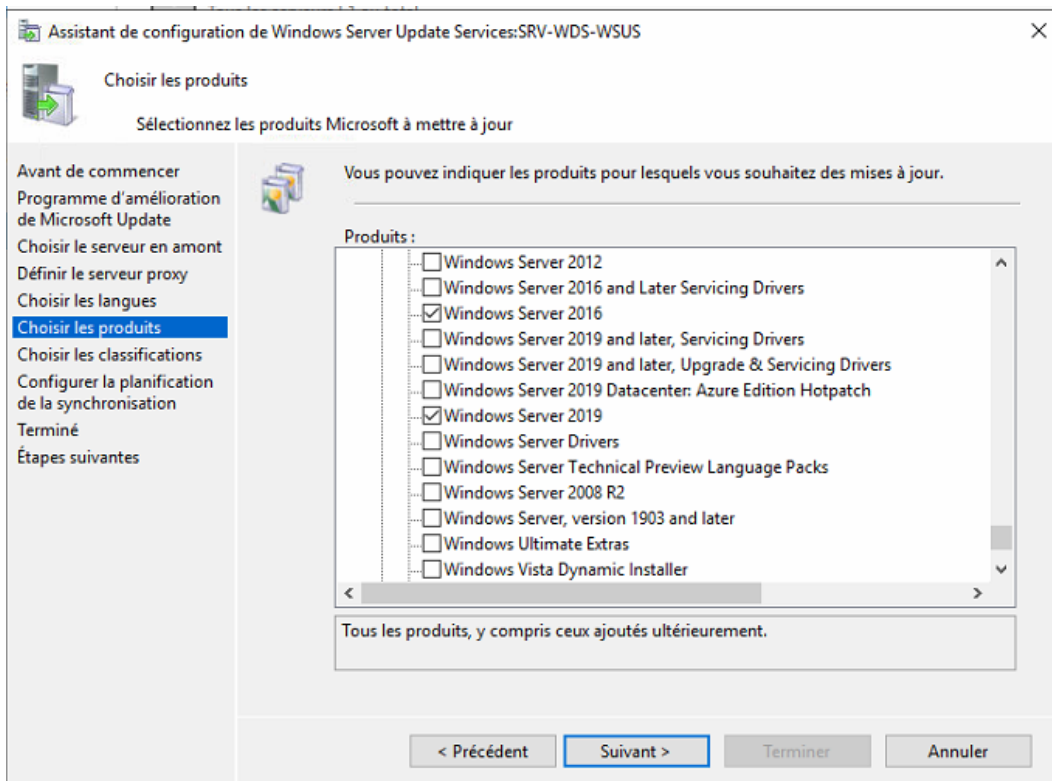 Assistant de configuration de Windows Server Update Services:SRV-WDS-WSUS
Choisir les produits
Sélectionnez les produits Microsoft à mettre à jour
Avant de commencer
Programme d'amélioration
de Microsoft Update
Choisir le serveur en amont
Définir le serveur proxy
Choisir les langues
Choisir les produits
Choisir les classifications
Configurer la planification
de la synchronisation
Terminé
Étapes suivantes
Vous pouvez indiquer les produits pour lesquels vous souhaitez des mises à jour.
Produits :
Windows Server 2012
Windows Server 2016 and Later Servicing Drivers
Windows Server 2016
Windows Server 2019 and later, Servicing Drivers
Windows Server 2019 and later, Upgrade & Servicing Drivers
Windows Server 2019 Datacenter: Azure Edition Hotpatch
Windows Server 2019
Windows Server Drivers
Windows Server Technical Preview Language Packs
Windows Server 2008 R2
Windows Server, version 1903 and later
Windows Ultimate Extras
Windows Vista Dynamic Installer
Tous les produits, y compris ceux ajoutés ultérieurement.
< Précédent
Suivant >
Terminer
Annuler